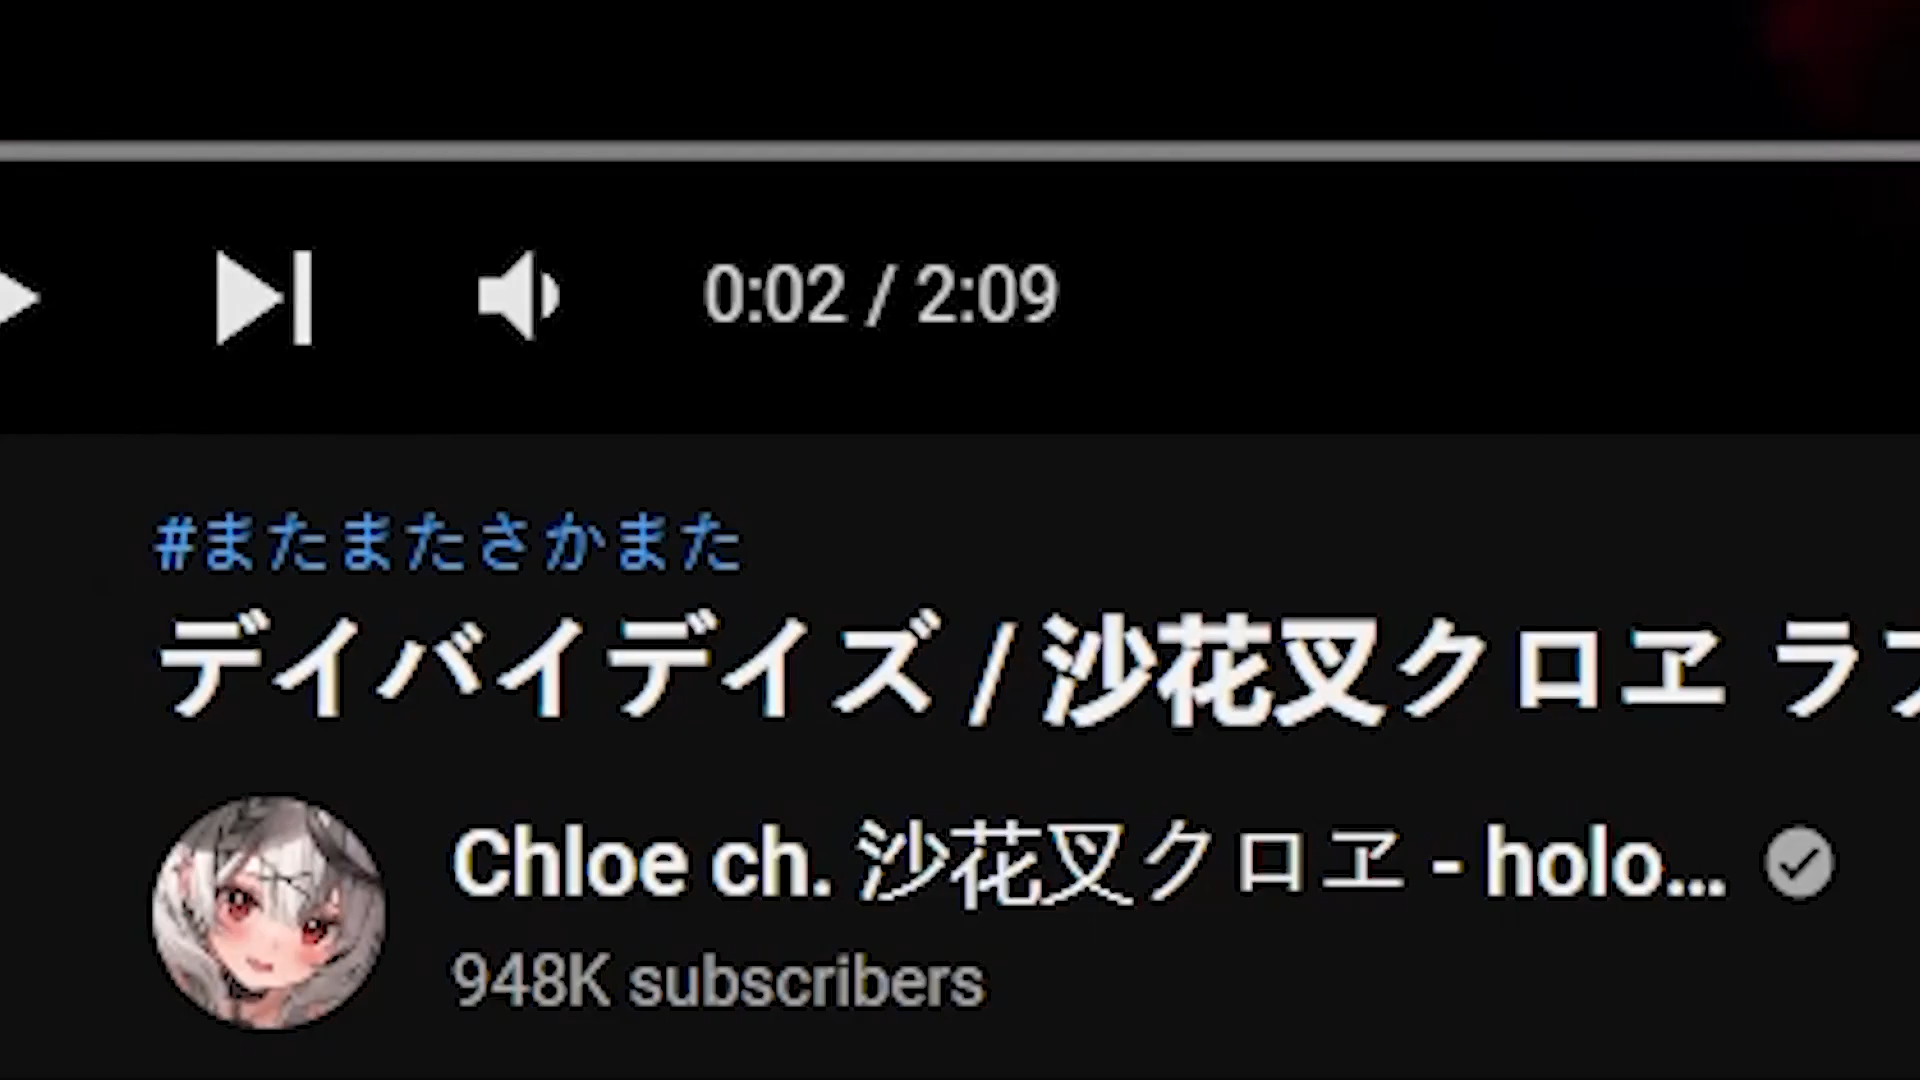 0:02 / 2:09
#またまたさかまた
デイバイデイズ / 沙花叉クロヱ ラ
Chloe ch. 沙花叉クロヱ - holo...
948K subscribers